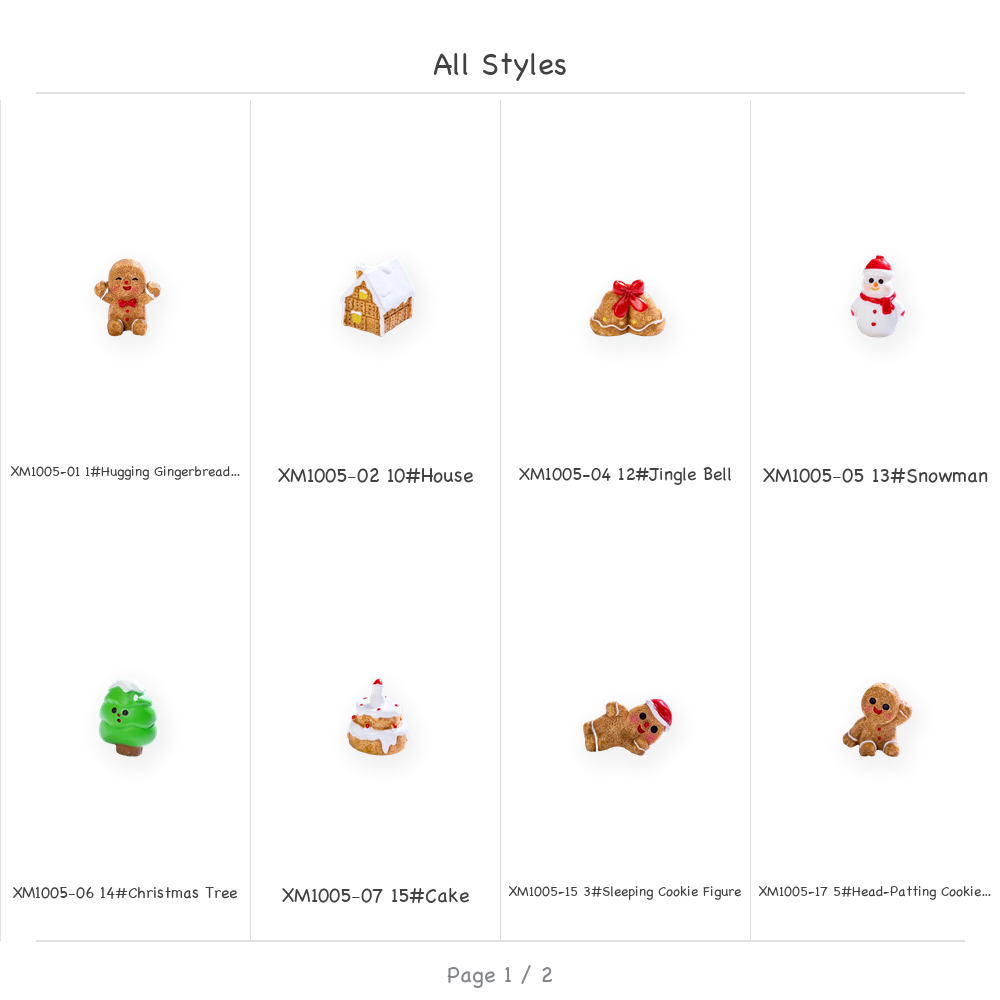 All Styles
XM1005-01 1#Hugging Gingerbread...
XM1005-02 10#House
XM1005-04 12#Jingle Bell
XM1005-05 13#Snowman
XM1005-06 14#Christmas Tree
XM1005-07 15#Cake
XM1005-15 3#Sleeping Cookie Figure
XM1005-17 5#Head-Patting Cookie...
Page 1 / 2